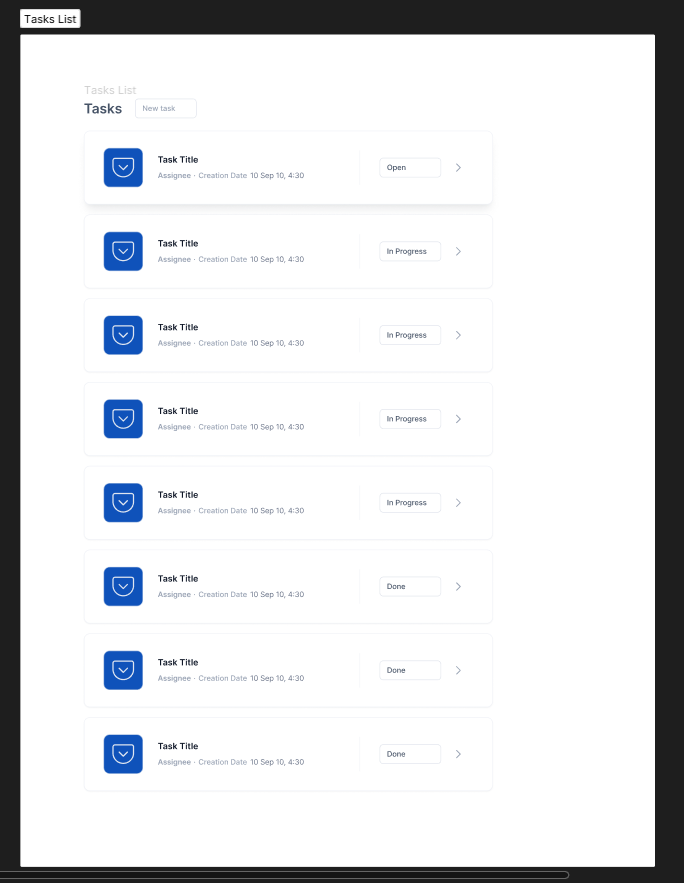 Tasks List
Tasks List
Tasks New task
Task Title
Assignee · Creation Date 10 Sep 10, 4:30
Open
Task Title
Assignee · Creation Date 10 Sep 10, 4:30
In Progress
Task Title
Assignee · Creation Date 10 Sep 10, 4:30
In Progress
Task Title
Assignee · Creation Date 10 Sep 10, 4:30
In Progress
Task Title
Assignee · Creation Date 10 Sep 10, 4:30
In Progress
Task Title
Assignee · Creation Date 10 Sep 10, 4:30
Done
Task Title
Assignee · Creation Date 10 Sep 10, 4:30
Done
Task Title
Assignee · Creation Date 10 Sep 10, 4:30
Done